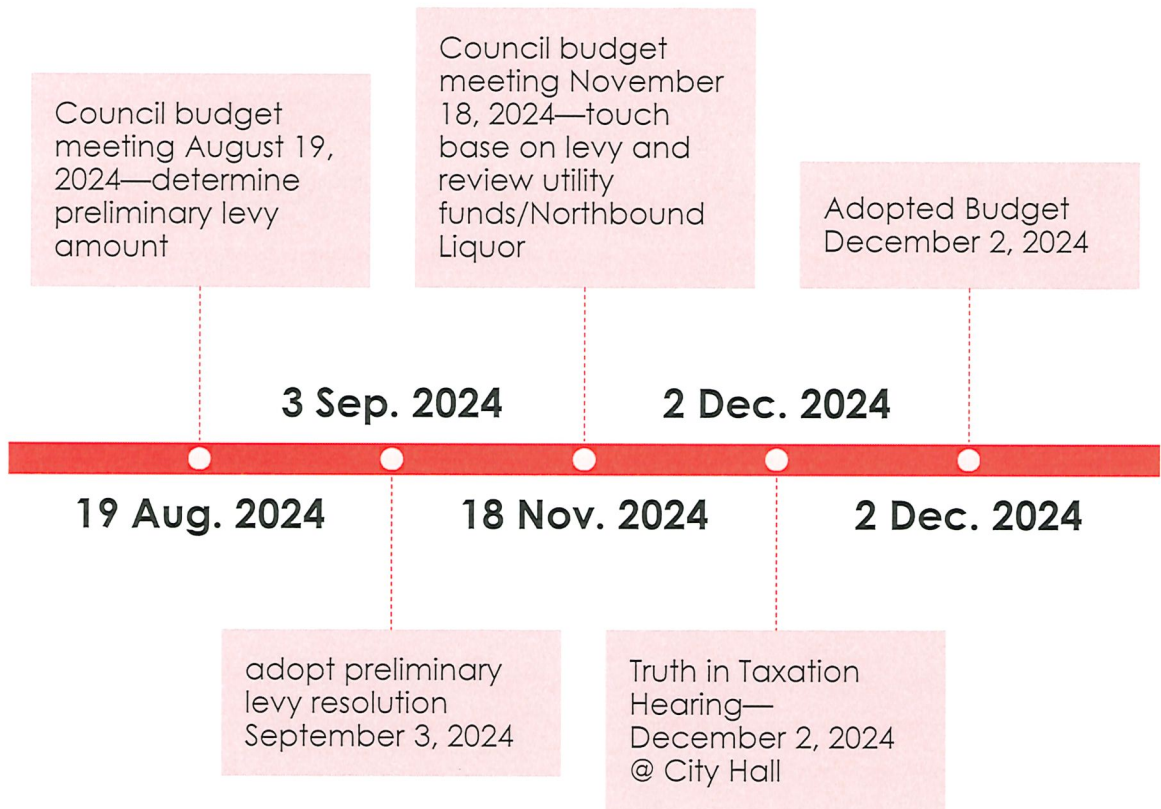 Council budget
meeting August 19,
2024—determine
preliminary levy
amount
Council budget
meeting November
18, 2024—touch
base on levy and
review utility
funds/Northbound
Liquor
Adopted Budget
December 2, 2024
3 Sep. 2024
2 Dec. 2024
19 Aug. 2024
18 Nov. 2024
2 Dec. 2024
adopt preliminary
levy resolution
September 3, 2024
Truth in Taxation
Hearing—
December 2, 2024
@ City Hall